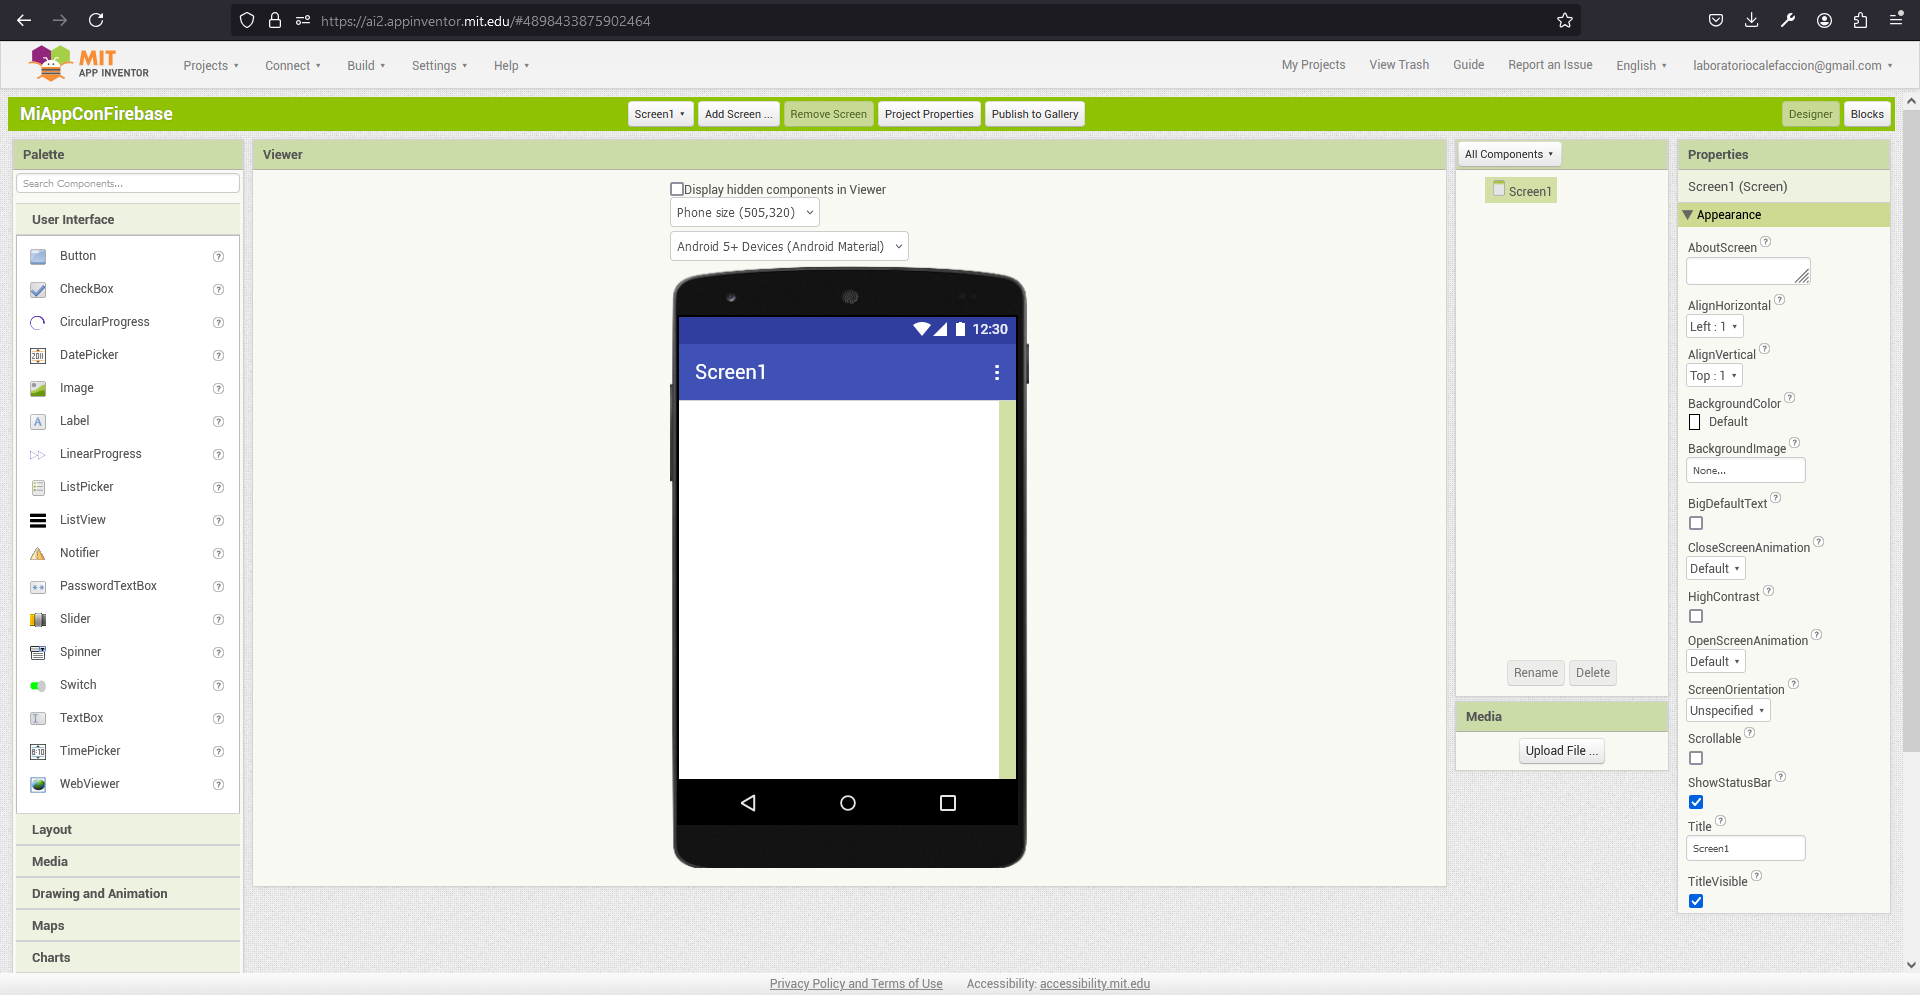 https://ai2.appinventor.mit.edu/#4898433875902464
MIT
APP INVENTOR
Projects
Connect
Build
Settings
Help
My Projects
View Trash
Guide
Report an Issue
English
laboratoriocalefaccion@gmail.com
MiAppConFirebase
Screen1
Add Screen ...
Remove Screen
Project Properties
Publish to Gallery
Designer
Blocks
Palette
Search Components...
User Interface
Button
CheckBox
CircularProgress
DatePicker
Image
Label
LinearProgress
ListPicker
ListView
Notifier
PasswordTextBox
Slider
Spinner
Switch
TextBox
TimePicker
WebViewer
Layout
Media
Drawing and Animation
Maps
Charts
Viewer
Display hidden components in Viewer
Phone size (505,320)
Android 5+ Devices (Android Material)
12:30
Screen1
All Components
Screen1
Rename
Delete
Media
Upload File ...
Properties
Screen1 (Screen)
Appearance
AboutScreen
AlignHorizontal
Left : 1
AlignVertical
Top : 1
BackgroundColor
Default
BackgroundImage
None...
BigDefaultText
CloseScreenAnimation
Default
HighContrast
OpenScreenAnimation
Default
ScreenOrientation
Unspecified
Scrollable
ShowStatusBar
Title
Screen1
TitleVisible
Privacy Policy and Terms of Use
Accessibility: accessibility.mit.edu